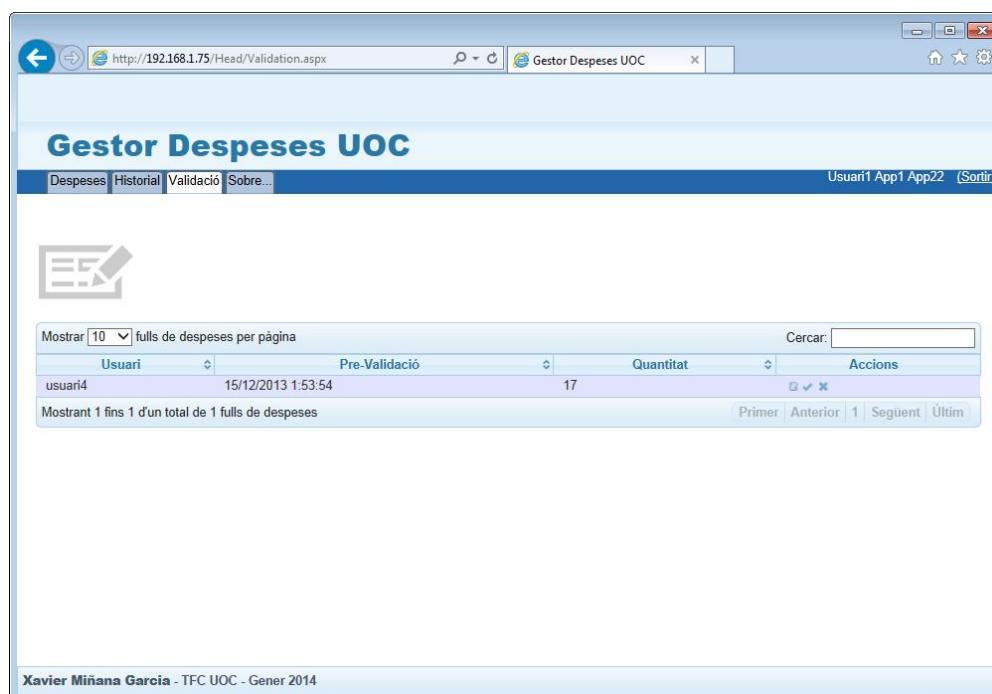 http://192.168.1.75/Head/Validation.aspx
Gestor Despeses UOC
Gestor Despeses UOC
Despeses Historial Validació Sobre... Usuari1 App1 App22 (Sortir
Mostrar 10 fulls de despeses per pàgina Cercar:
Usuari Pre-Validació Quantitat Accions
usuari4 15/12/2013 1:53:54 17
Mostrant 1 fins 1 d'un total de 1 fulls de despeses Primer Anterior 1 Següent Últim
Xavier Miñana Garcia - TFC UOC - Gener 2014